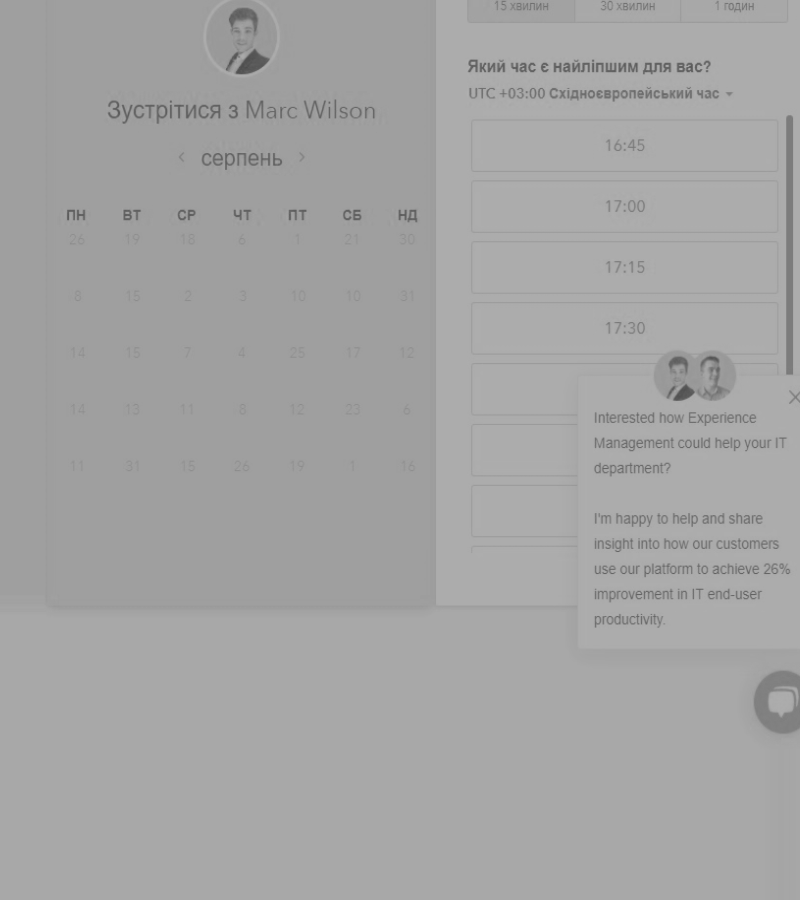 Зустрітися з Marc Wilson
серпень
ПН ВТ СР ЧТ ПТ СБ НД
26 19 18 6 1 21 30
8 15 2 3 10 10 31
14 15 7 4 25 17 12
14 13 11 8 12 23 6
11 31 15 26 19 1 16
15 хвилин 30 хвилин 1 годин
Який час є найліпшим для вас?
UTC +03:00 Східноєвропейський час
16:45
17:00
17:15
17:30
Interested how Experience
Management could help your IT
department?
I'm happy to help and share
insight into how our customers
use our platform to achieve 26%
improvement in IT end-user
productivity.